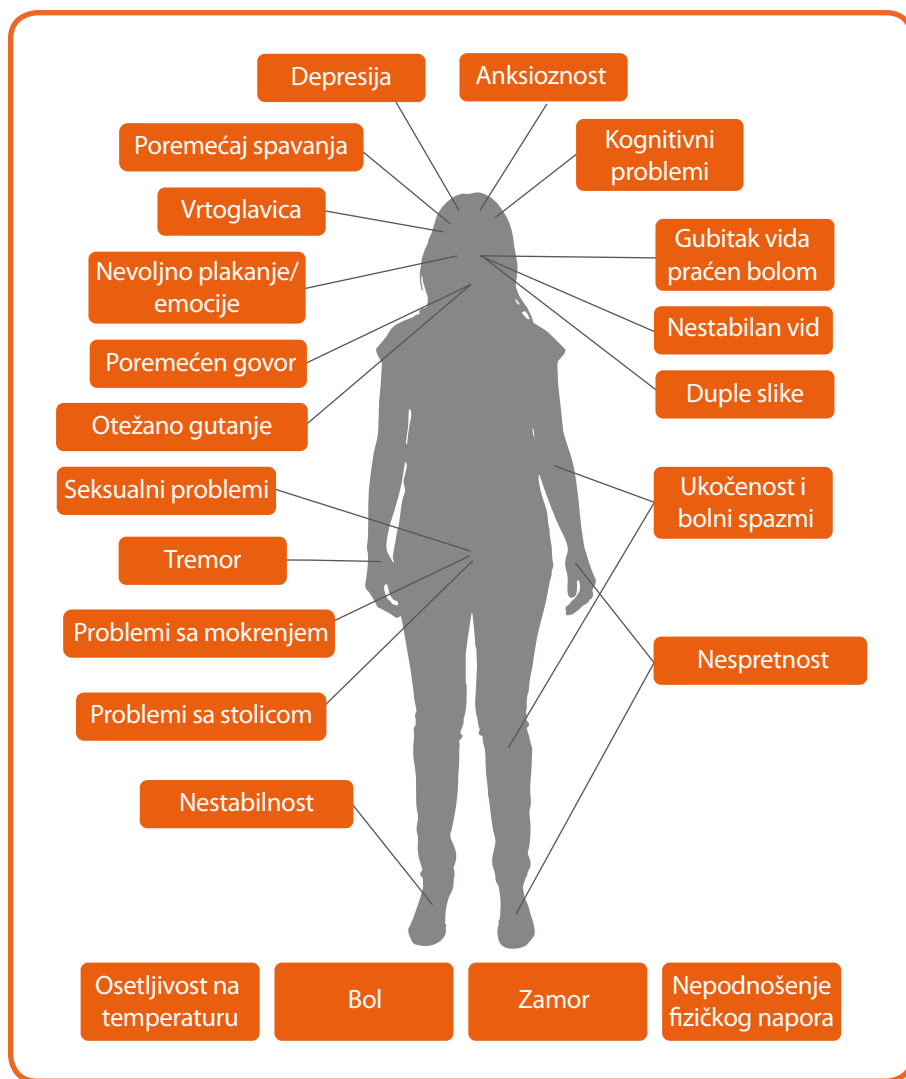 Depresija
Anksioznost
Poremećaj spavanja
Kognitivni
problemi
Vrtoglavica
Gubitak vida
praćen bolom
Nevoljno plakanje/
emocije
Nestabilan vid
Poremećen govor
Duple slike
Otežano gutanje
Seksualni problemi
Ukočenost i
bolni spazmi
Tremor
Problemi sa mokrenjem
Nespretnost
Problemi sa stolicom
Nestabilnost
Osetljivost na
temperaturu
Bol
Zamor
Nepodnošenje
fizičkog napora